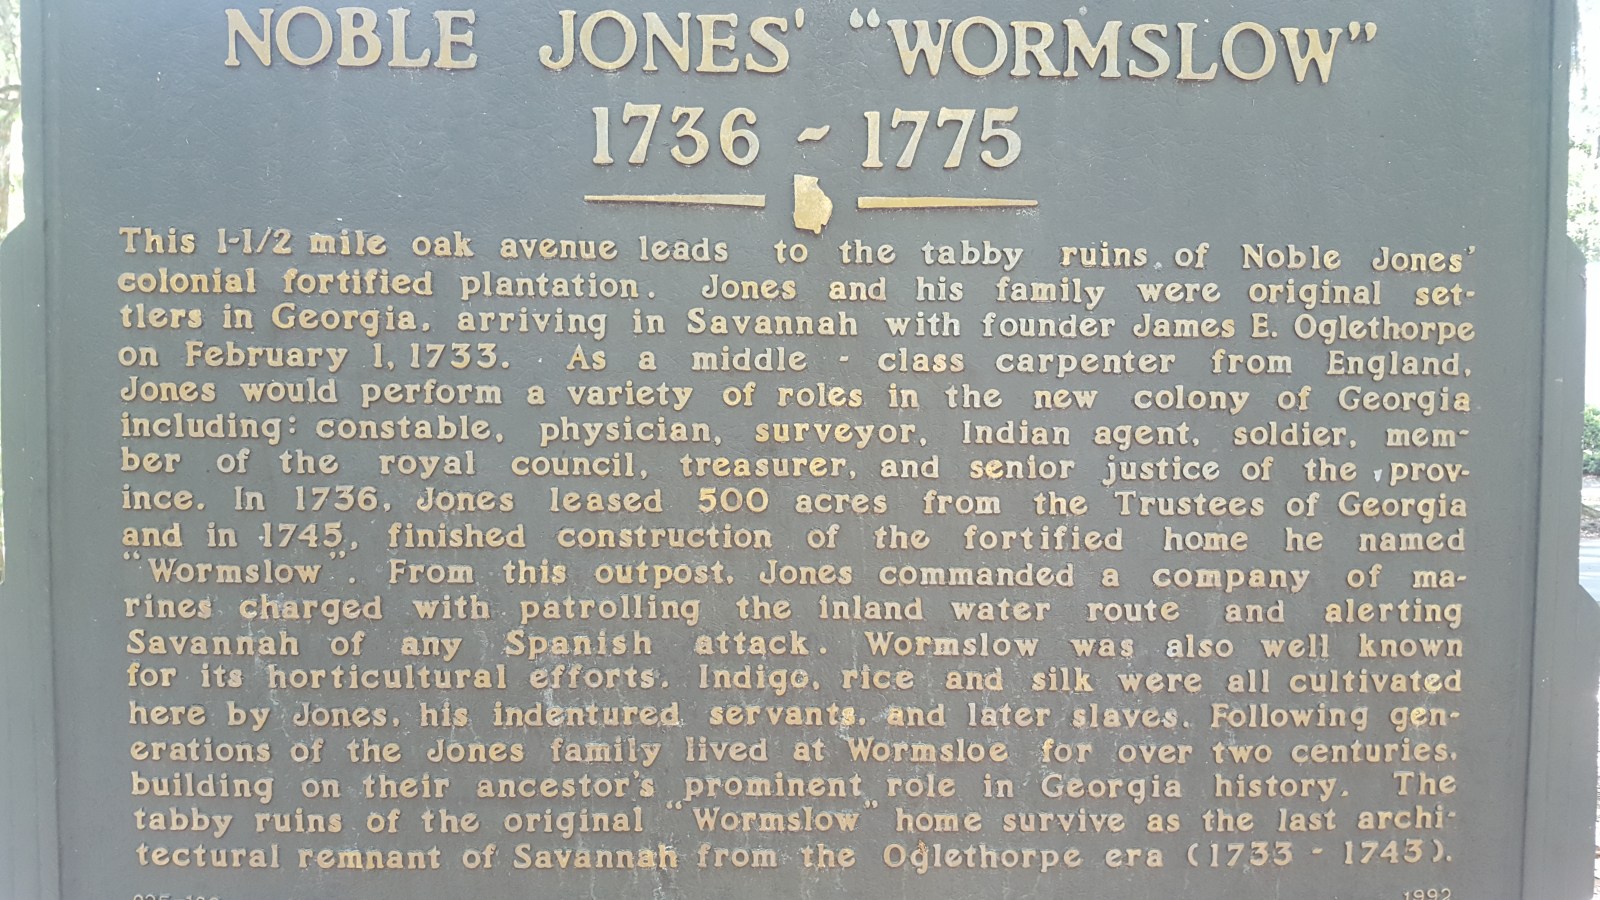 NOBLE JONES' "WORMSLOW"
1736 ~ 1775
This 1-1/2 mile oak avenue leads to the tabby ruins of Noble Jones'
colonial fortified plantation. Jones and his family were original set-
tlers in Georgia, arriving in Savannah with founder James E. Oglethorpe
on February 1, 1733. As a middle - class carpenter from England,
Jones would perform a variety of roles in the new colony of Georgia
including: constable, physician, surveyor, Indian agent, soldier, mem-
ber of the royal council, treasurer, and senior justice of the prov-
ince. In 1736, Jones leased 500 acres from the Trustees of Georgia
and in 1745, finished construction of the fortified home he named
"Wormslow". From this outpost, Jones commanded a company of ma-
rines charged with patrolling the inland water route and alerting
Savannah of any Spanish attack. Wormslow was also well known
for its horticultural efforts. Indigo, rice and silk were all cultivated
here by Jones, his indentured servants, and later slaves. Following gen-
erations of the Jones family lived at Wormsloe for over two centuries,
building on their ancestor's prominent role in Georgia history. The
tabby ruins of the original "Wormslow" home survive as the last archi-
tectural remnant of Savannah from the Oglethorpe era (1733 - 1743).
1992